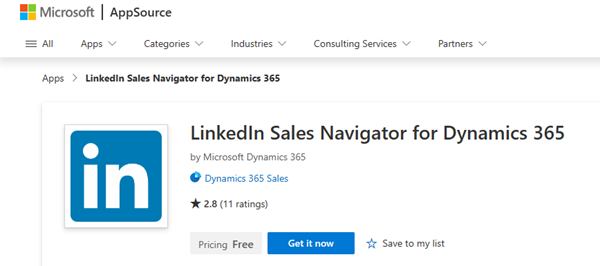 Microsoft | AppSource
All Apps Categories Industries Consulting Services Partners
Apps > LinkedIn Sales Navigator for Dynamics 365
in
LinkedIn Sales Navigator for Dynamics 365
by Microsoft Dynamics 365
Dynamics 365 Sales
★ 2.8 (11 ratings)
Pricing Free Get it now ☆ Save to my list